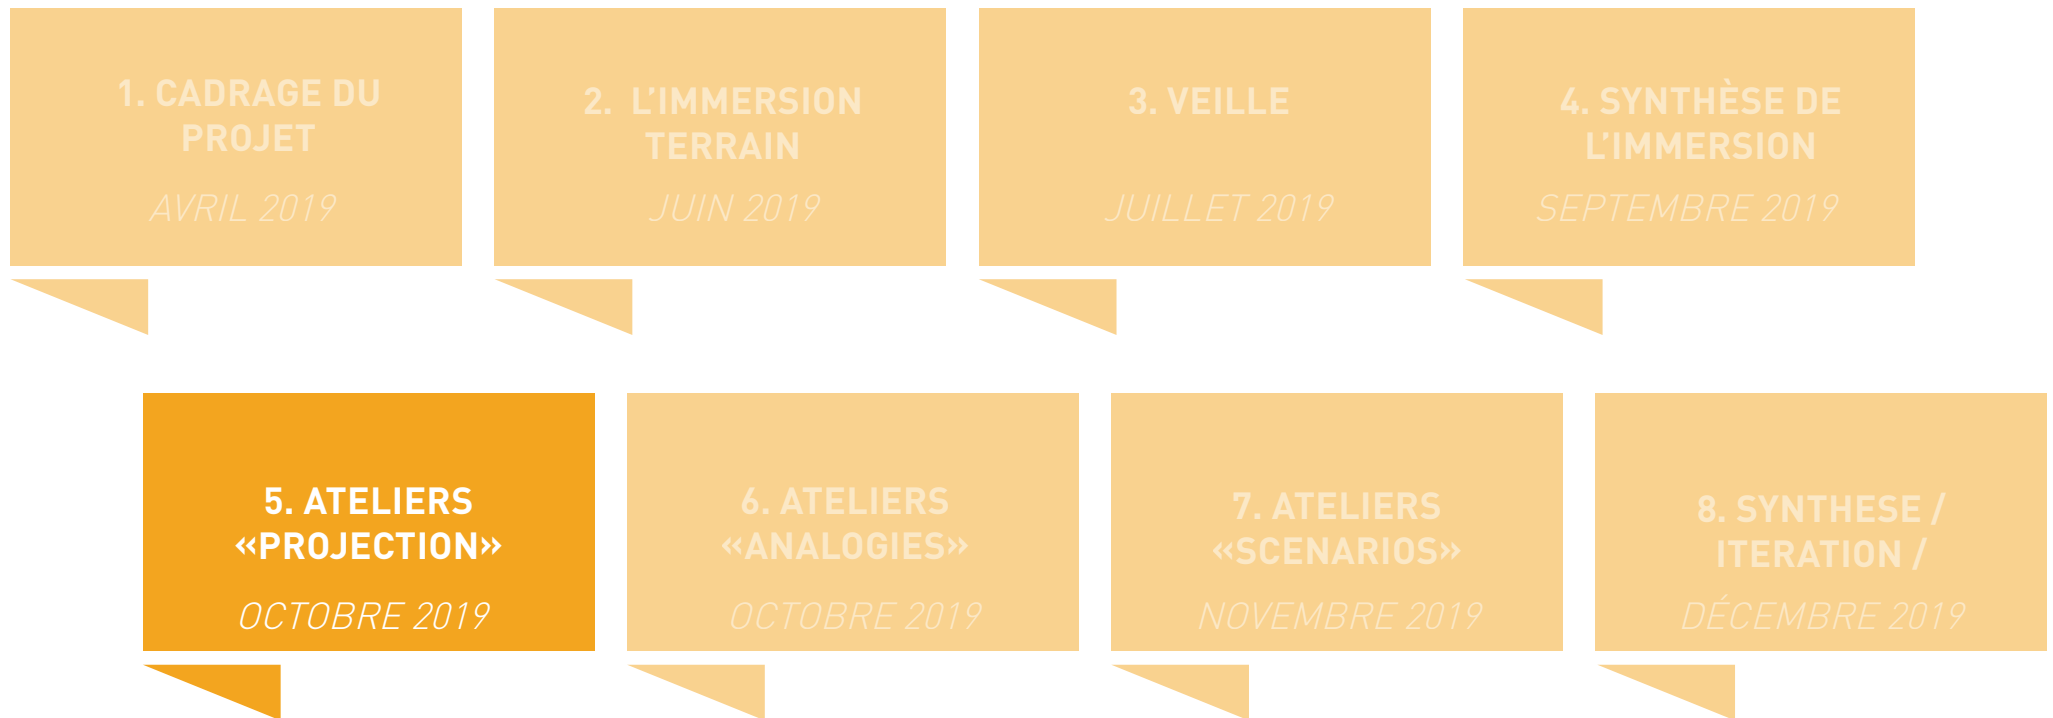 1. CADRAGE DU
PROJET
AVRIL 2019
2. L’IMMERSION
TERRAIN
JUIN 2019
3. VEILLE
JUILLET 2019
4. SYNTHÈSE DE
L’IMMERSION
SEPTEMBRE 2019
5. ATELIERS
«PROJECTION»
OCTOBRE 2019
6. ATELIERS
«ANALOGIES»
OCTOBRE 2019
7. ATELIERS
«SCENARIOS»
NOVEMBRE 2019
8. SYNTHESE /
ITERATION /
DÉCEMBRE 2019